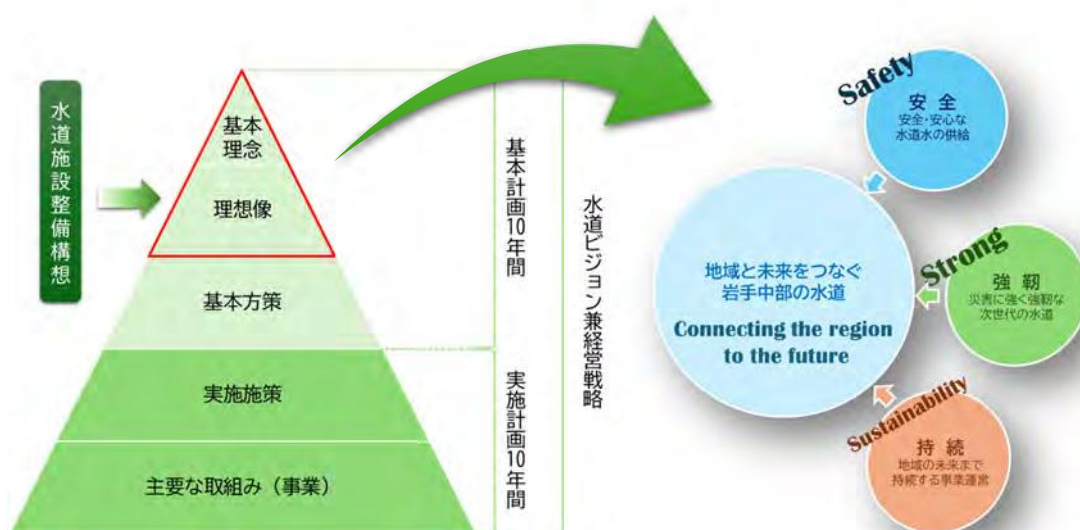 水道施設整備構想
基本
理念
理想像
基本方策
実施施策
主要な取組み（事業）
基本計画10年間
実施計画10年間
水道ビジョン兼経営戦略
地域と未来をつなぐ
岩手中部の水道
Connecting the region
to the future
Safety
安全
安全・安心な
水道水の供給
Strong
強靭
災害に強く強靭な
次世代の水道
Sustainability
持続
地域の未来まで
持続する事業運営